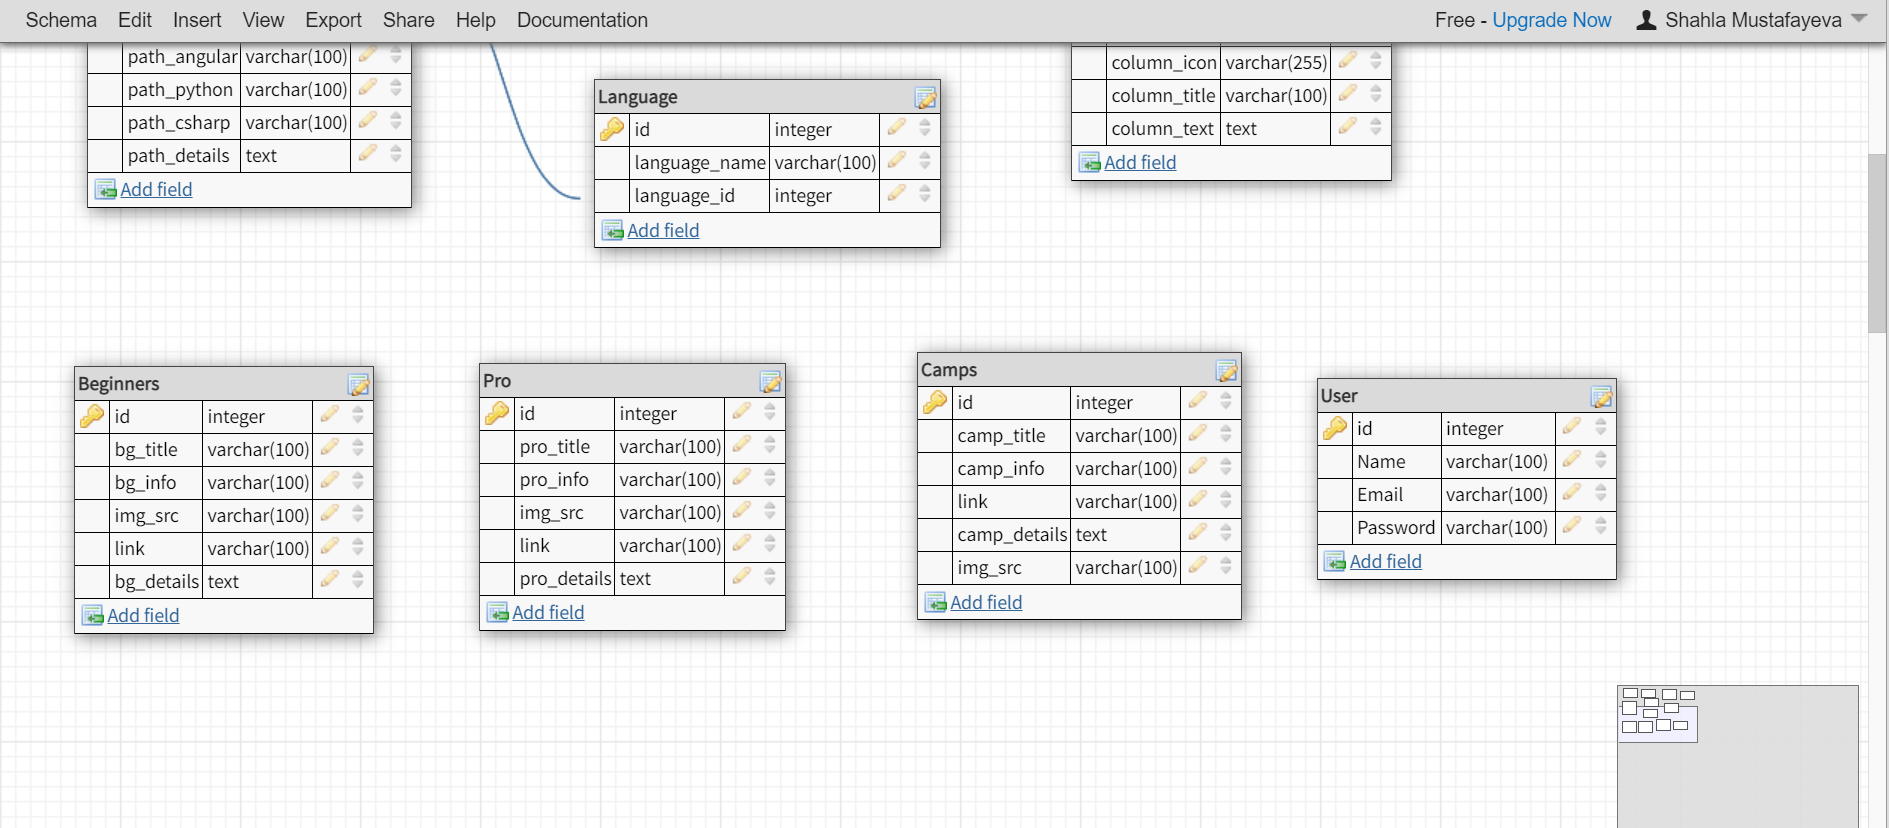 Schema Edit Insert View Export Share Help Documentation Free - Upgrade Now Shahla Mustafayeva
path_angular varchar(100)
path_python varchar(100)
path_csharp varchar(100)
path_details text
Add field
Language
id integer
language_name varchar(100)
language_id integer
Add field
column_icon varchar(255)
column_title varchar(100)
column_text text
Add field
Beginners
id integer
bg_title varchar(100)
bg_info varchar(100)
img_src varchar(100)
link varchar(100)
bg_details text
Add field
Pro
id integer
pro_title varchar(100)
pro_info varchar(100)
img_src varchar(100)
link varchar(100)
pro_details text
Add field
Camps
id integer
camp_title varchar(100)
camp_info varchar(100)
link varchar(100)
camp_details text
img_src varchar(100)
Add field
User
id integer
Name varchar(100)
Email varchar(100)
Password varchar(100)
Add field